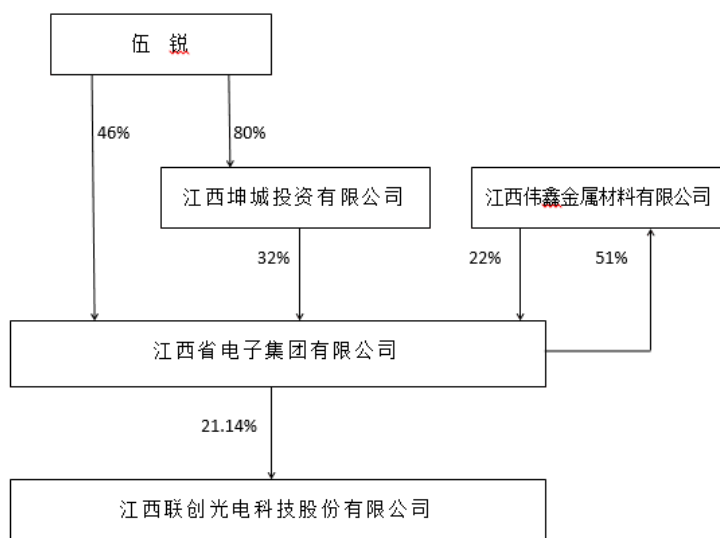 伍 锐
46%
80%
江西坤城投资有限公司
江西伟鑫金属材料有限公司
32%
22%
51%
江西省电子集团有限公司
21.14%
江西联创光电科技股份有限公司